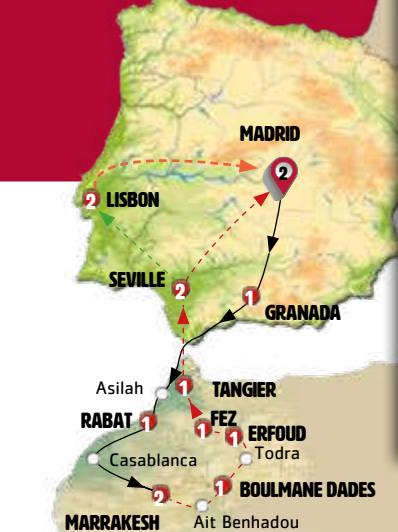 MADRID
2
2 LISBON
SEVILLE
2
1
GRANADA
Asilah
1 TANGIER
RABAT 1
FEZ
1
1 ERFOUD
Casablanca
Todra
1 BOULMANE DADES
2
MARRAKESH
Ait Benhadou